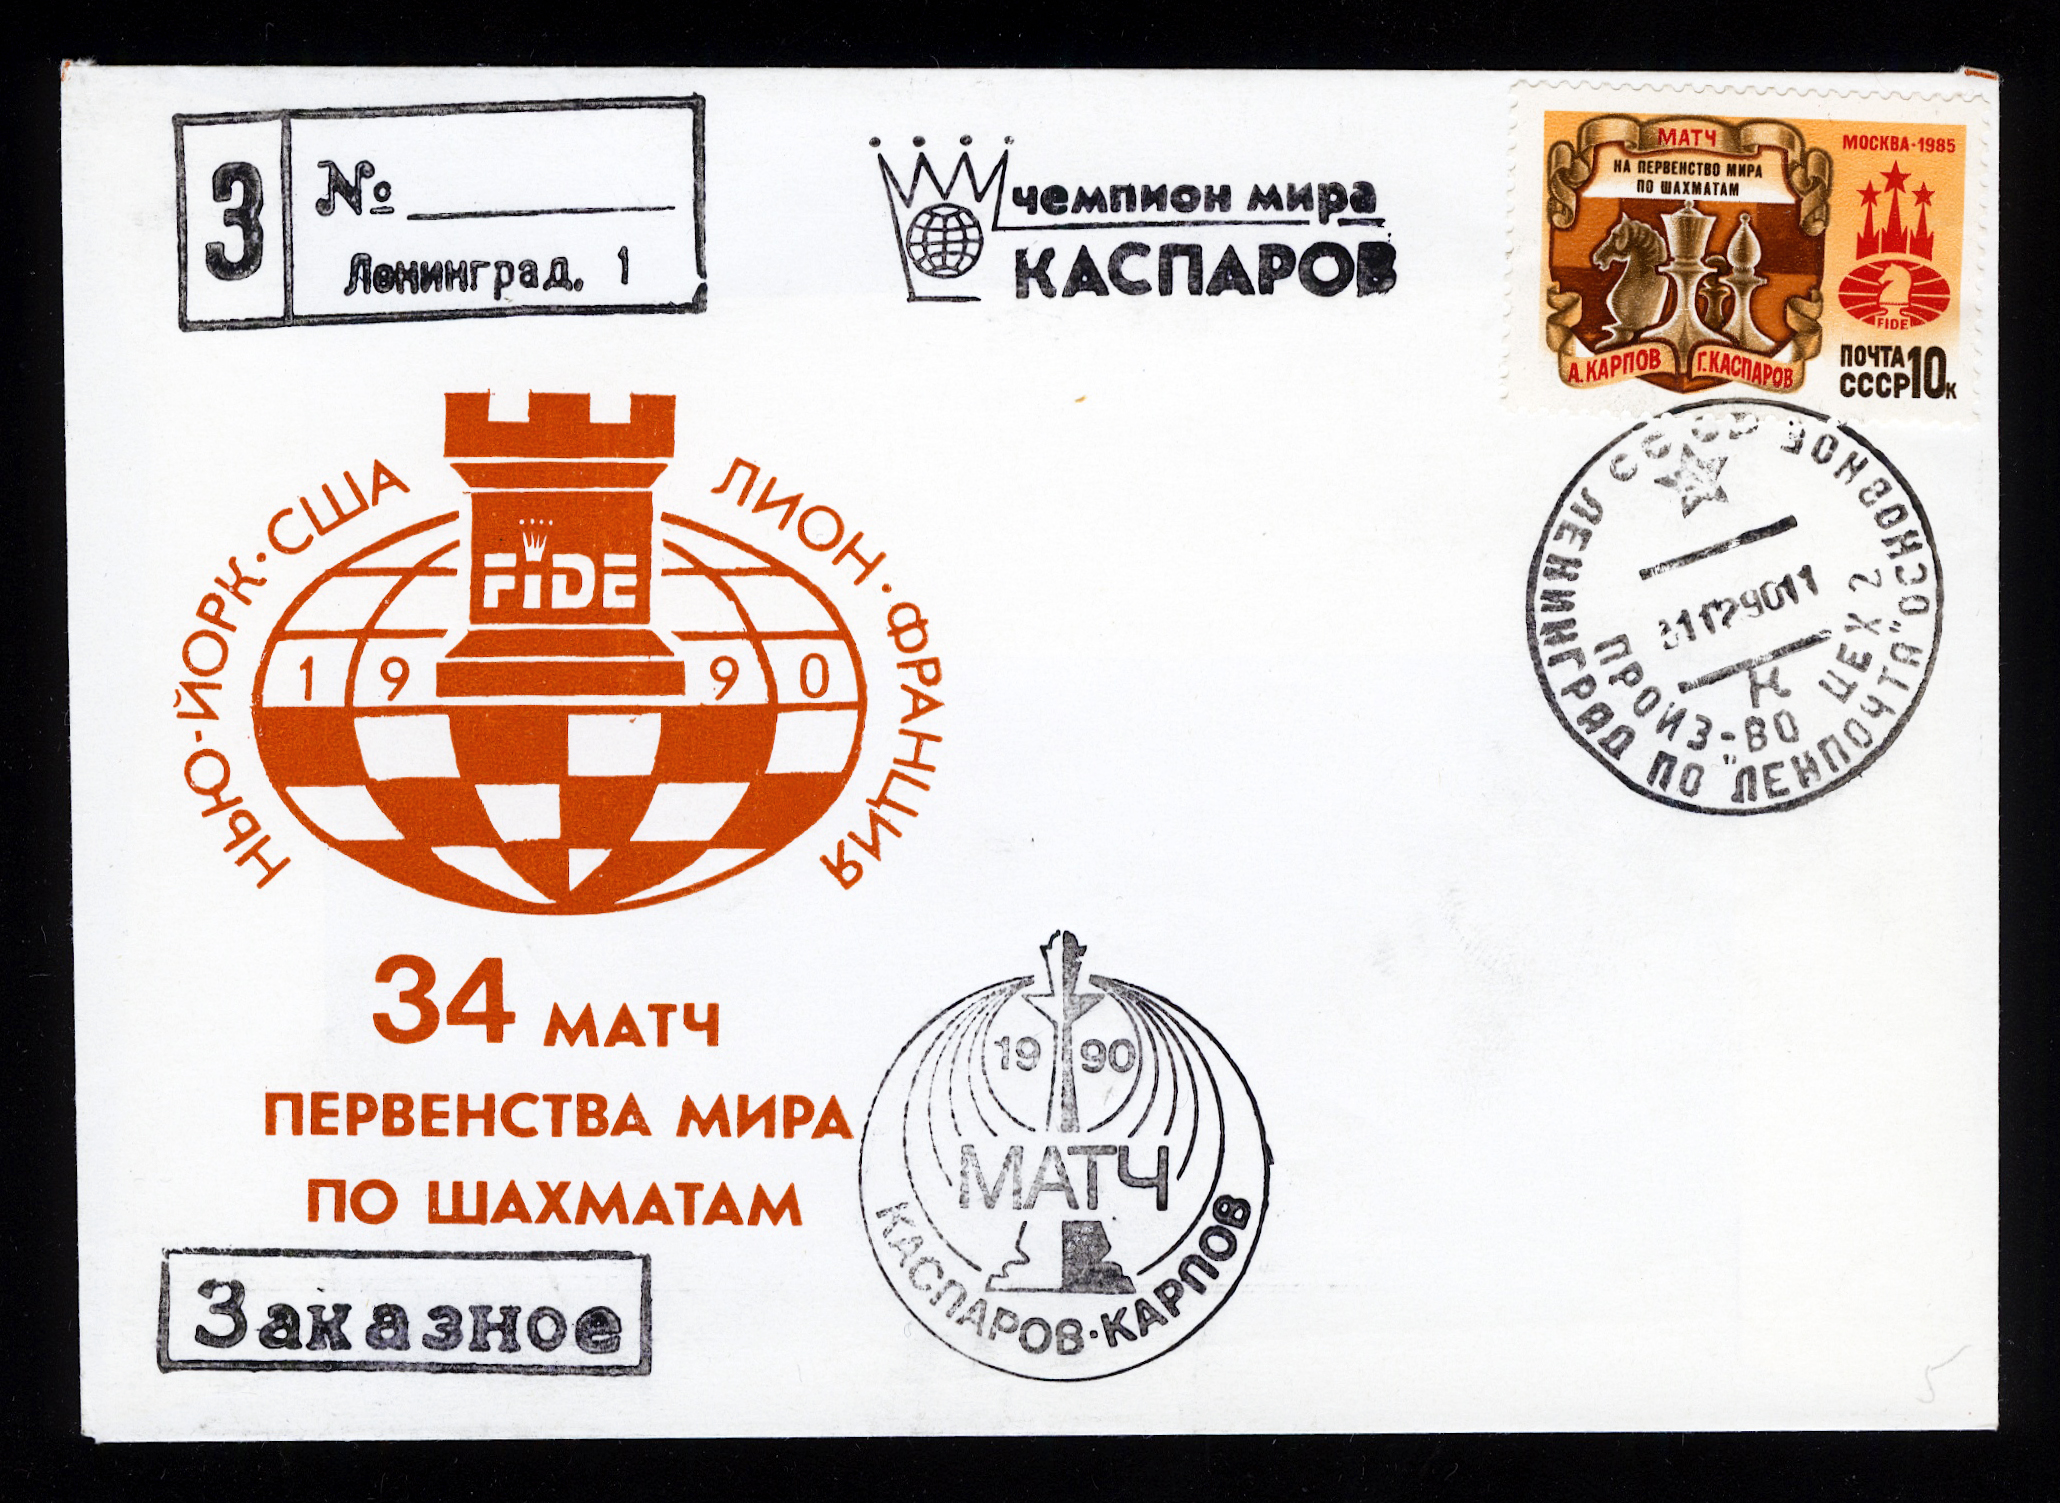 З
№
Ленинград. 1
чемпион мира
КАСПАРОВ
МАТЧ
НА ПЕРВЕНСТВО МИРА
ПО ШАХМАТАМ
А.КАРПОВ
Г.КАСПАРОВ
МОСКВА·1985
FIDE
ПОЧТА
СССР 10к
СССР
ЛЕНИНГРАД ПО "ЛЕНПОЧТА" ОСНОВНОЕ
ПРОИЗ-ВО ЦЕХ 2
31129011
Н
НЬЮ-ЙОРК·США
ЛИОН·ФРАНЦИЯ
FIDE
1990
34 МАТЧ
ПЕРВЕНСТВА МИРА
ПО ШАХМАТАМ
1990
МАТЧ
КАСПАРОВ·КАРПОВ
Заказное
5